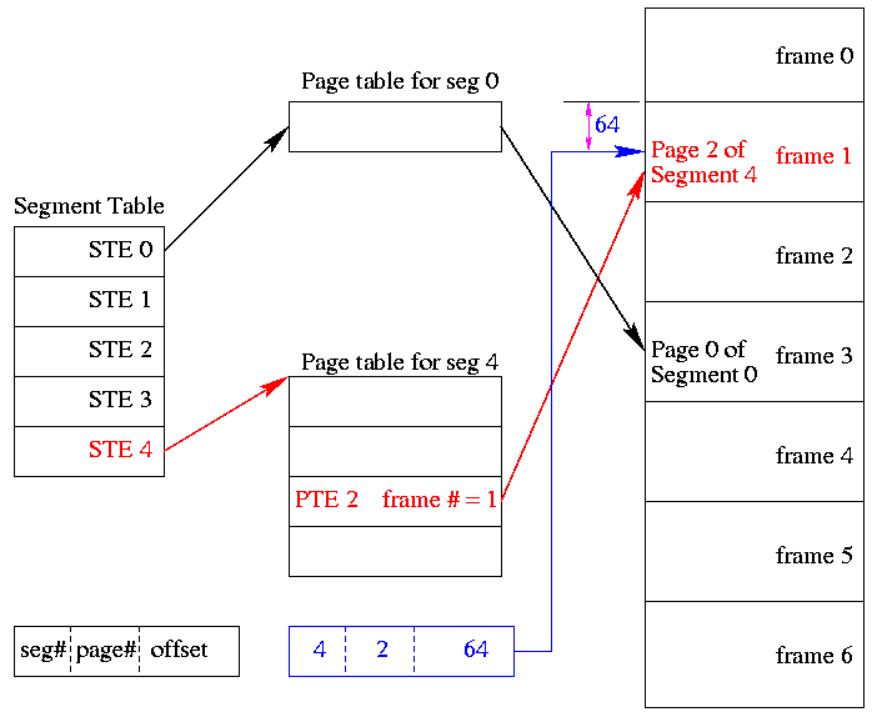 frame 0
Page table for seg 0
64
Page 2 of
Segment 4
frame 1
Segment Table
STE 0
frame 2
STE 1
STE 2
Page 0 of
Segment 0
frame 3
Page table for seg 4
STE 3
STE 4
frame 4
PTE 2 frame # = 1
frame 5
seg# page# offset
4 2 64
frame 6